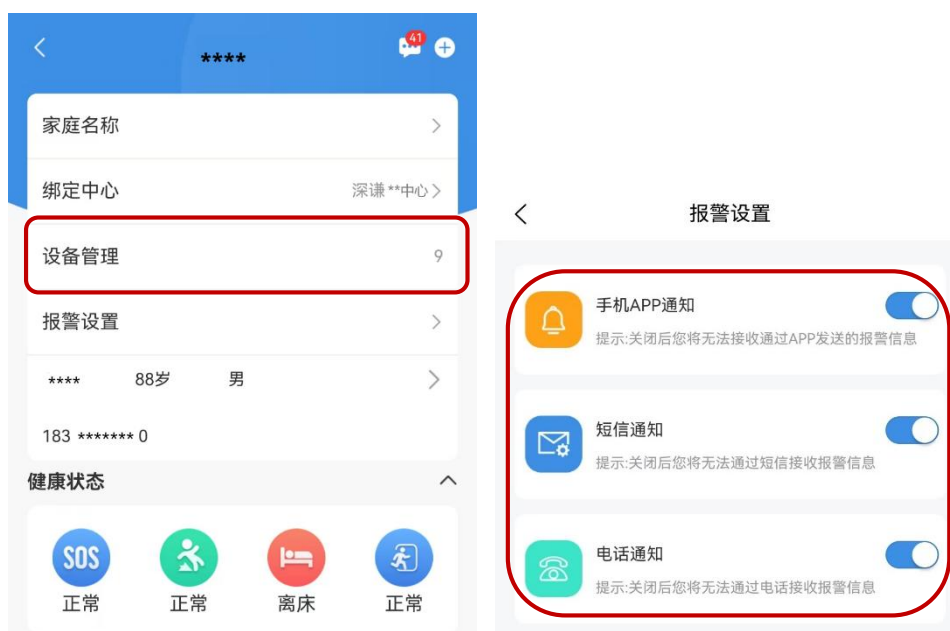 ****
41
家庭名称
绑定中心 深谦**中心
设备管理 9
报警设置
**** 88岁 男
183 ******* 0
健康状态
SOS
正常 正常 离床 正常
报警设置
手机APP通知
提示:关闭后您将无法接收通过APP发送的报警信息
短信通知
提示:关闭后您将无法通过短信接收报警信息
电话通知
提示:关闭后您将无法通过电话接收报警信息